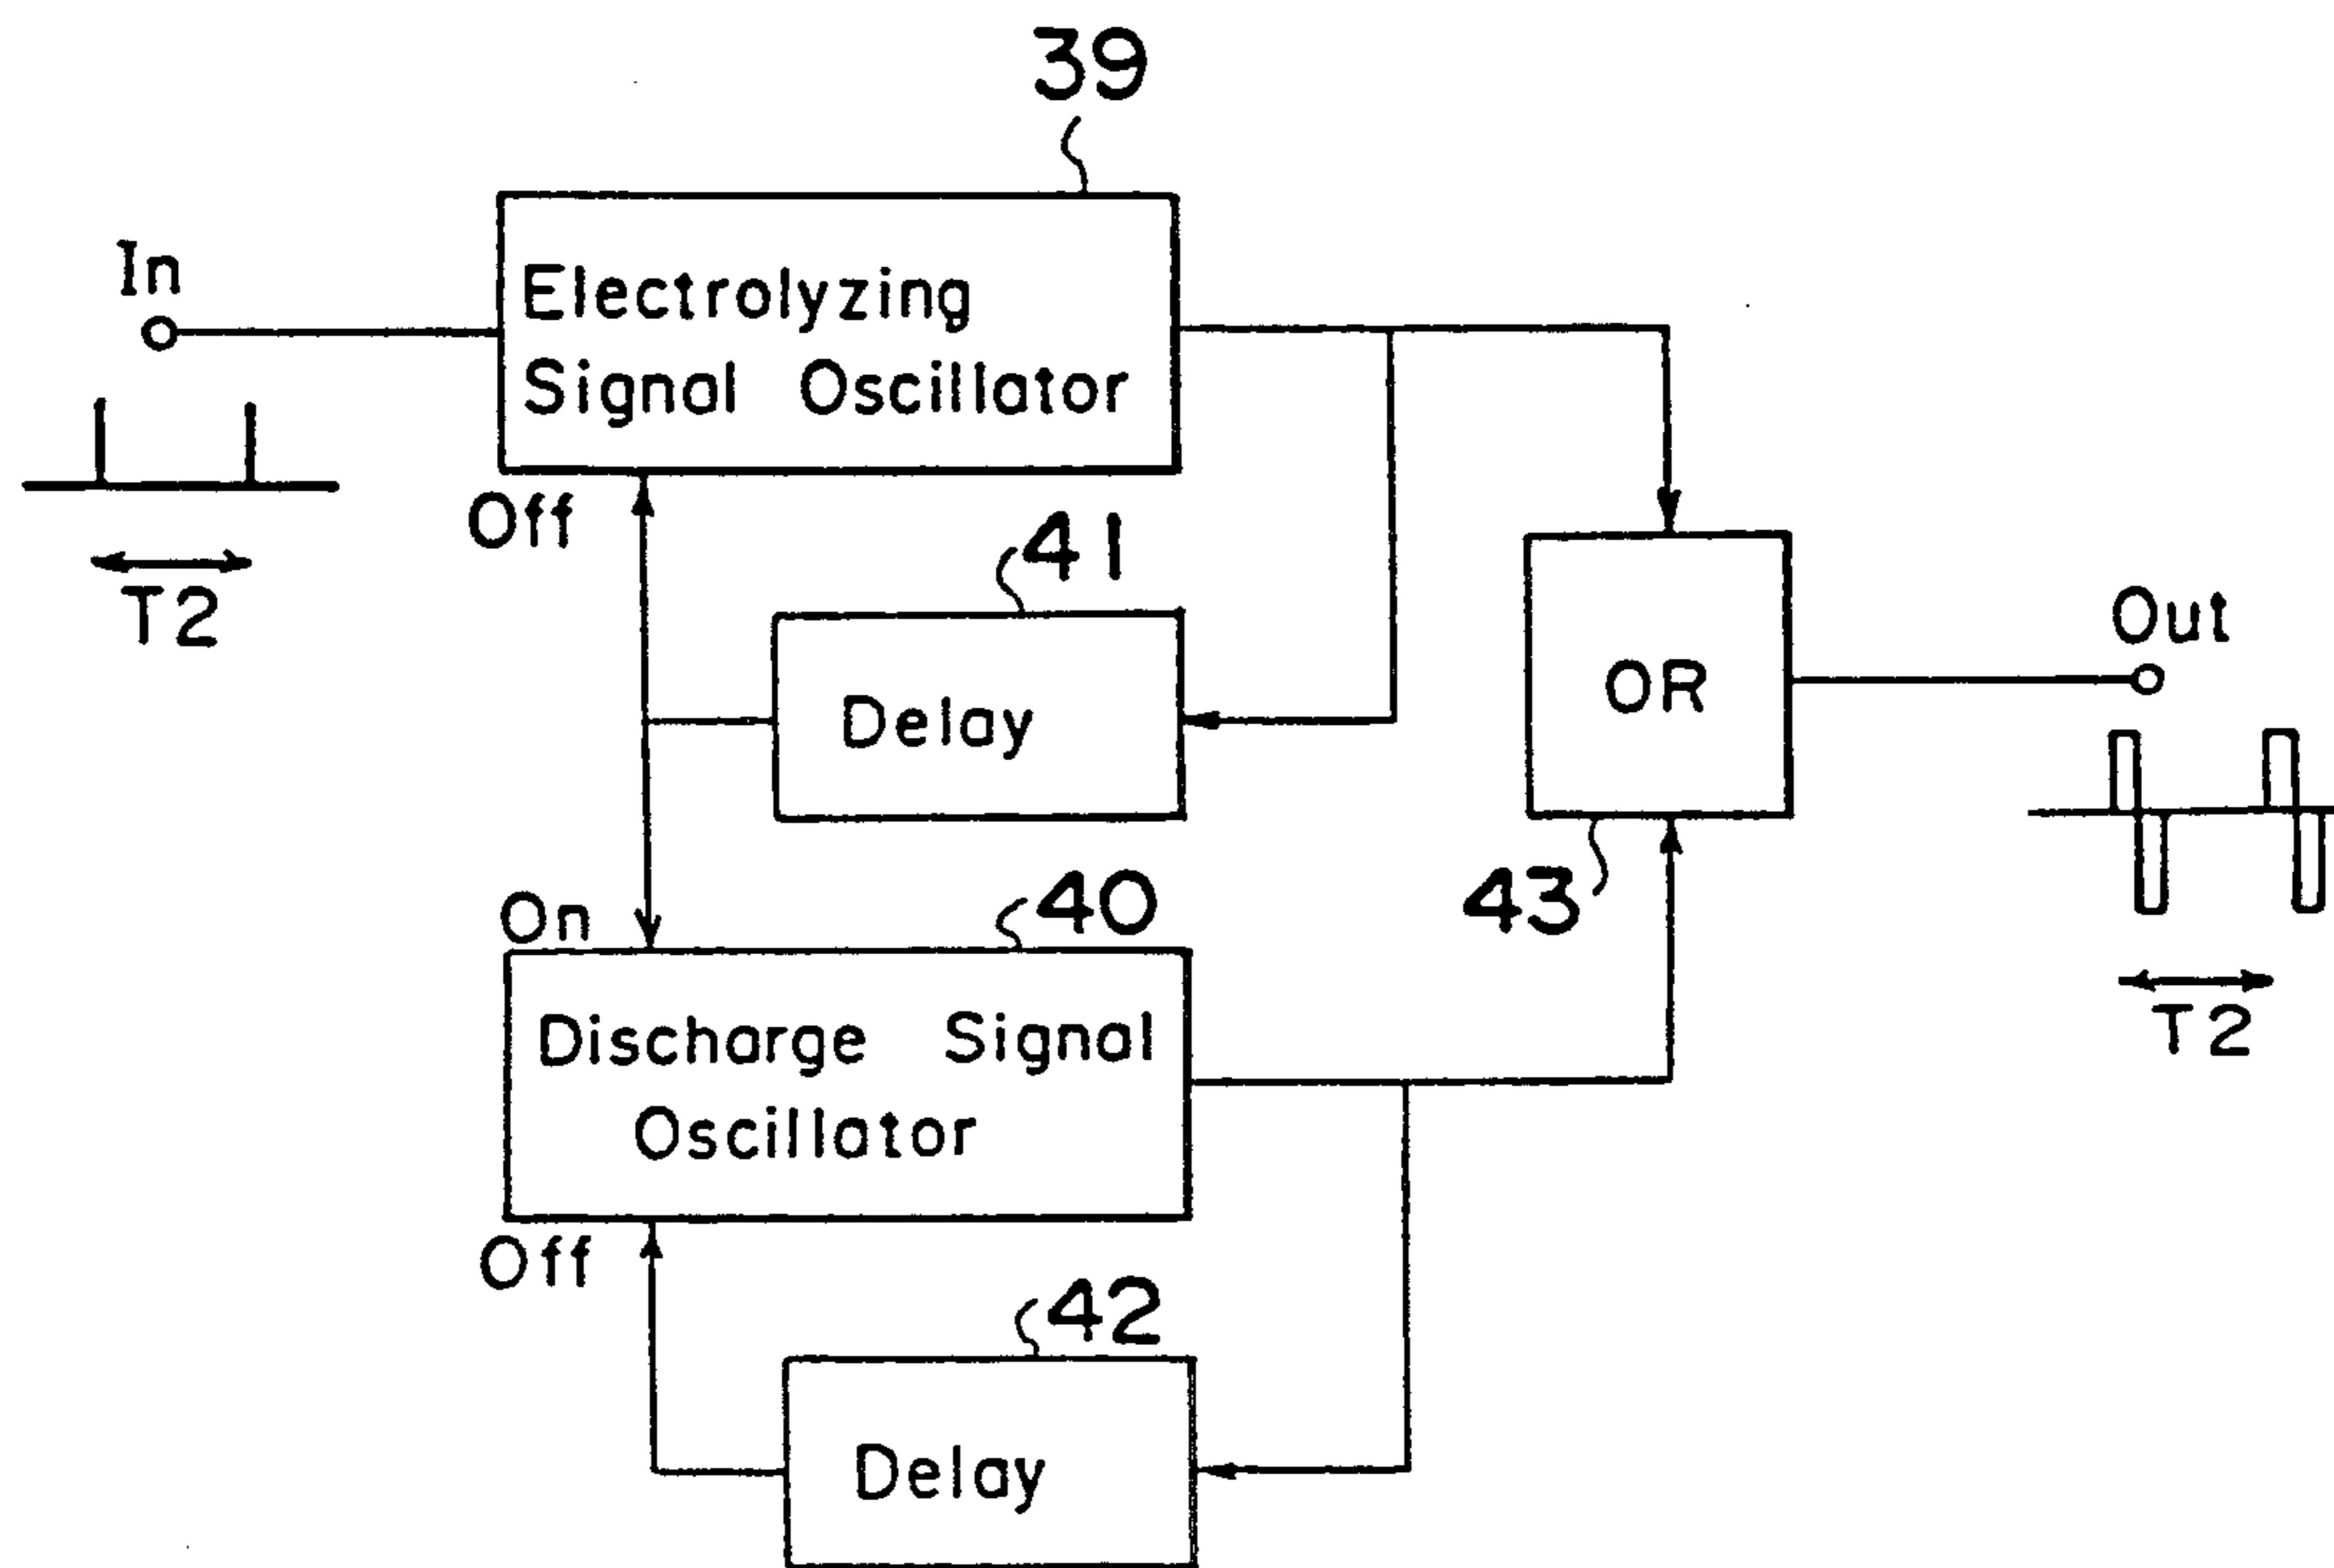 39
In
Electrolyzing
Signal Oscillator
Off
T2
41
Delay
OR
Out
On
40
43
T2
Discharge Signal
Oscillator
Off
42
Delay